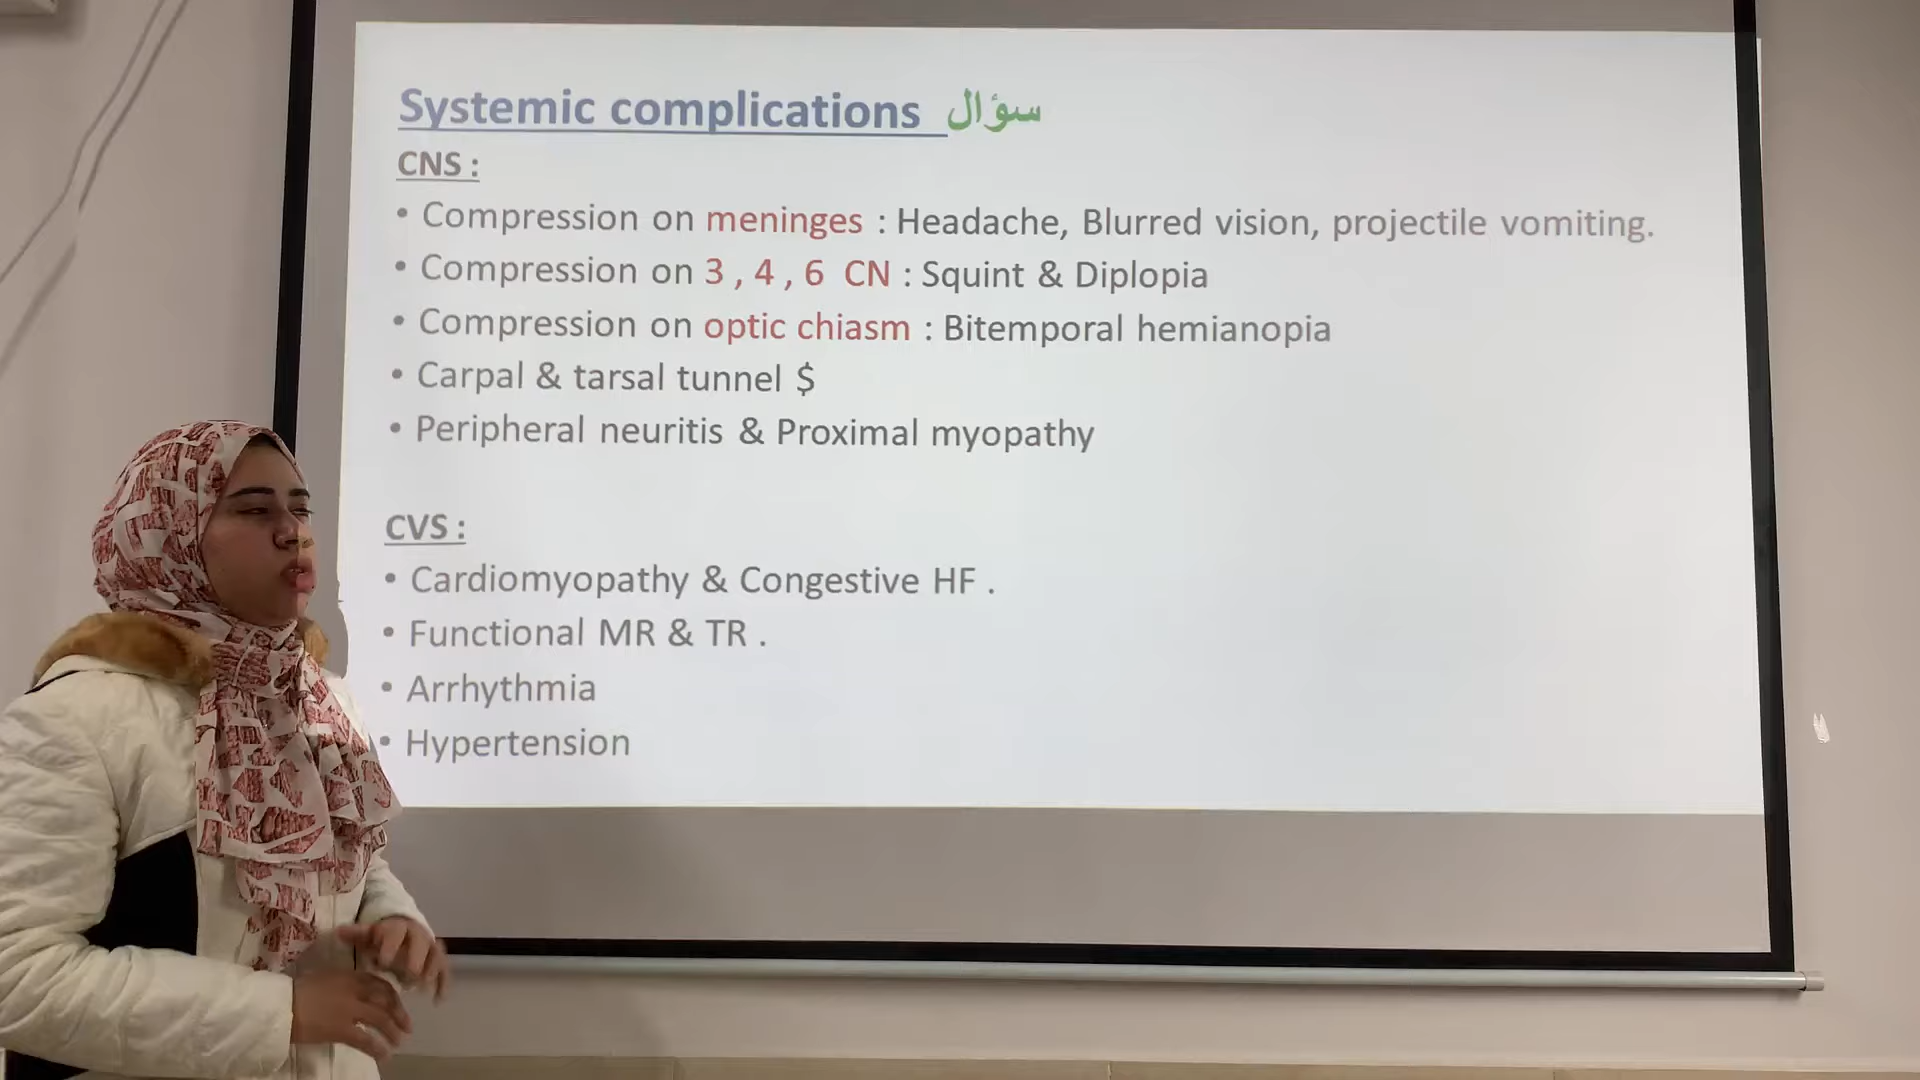 Systemic complications سؤال
CNS :
• Compression on meninges : Headache, Blurred vision, projectile vomiting.
• Compression on 3 , 4 , 6 CN : Squint & Diplopia
• Compression on optic chiasm : Bitemporal hemianopia
• Carpal & tarsal tunnel $
• Peripheral neuritis & Proximal myopathy
CVS :
• Cardiomyopathy & Congestive HF .
• Functional MR & TR .
• Arrhythmia
• Hypertension